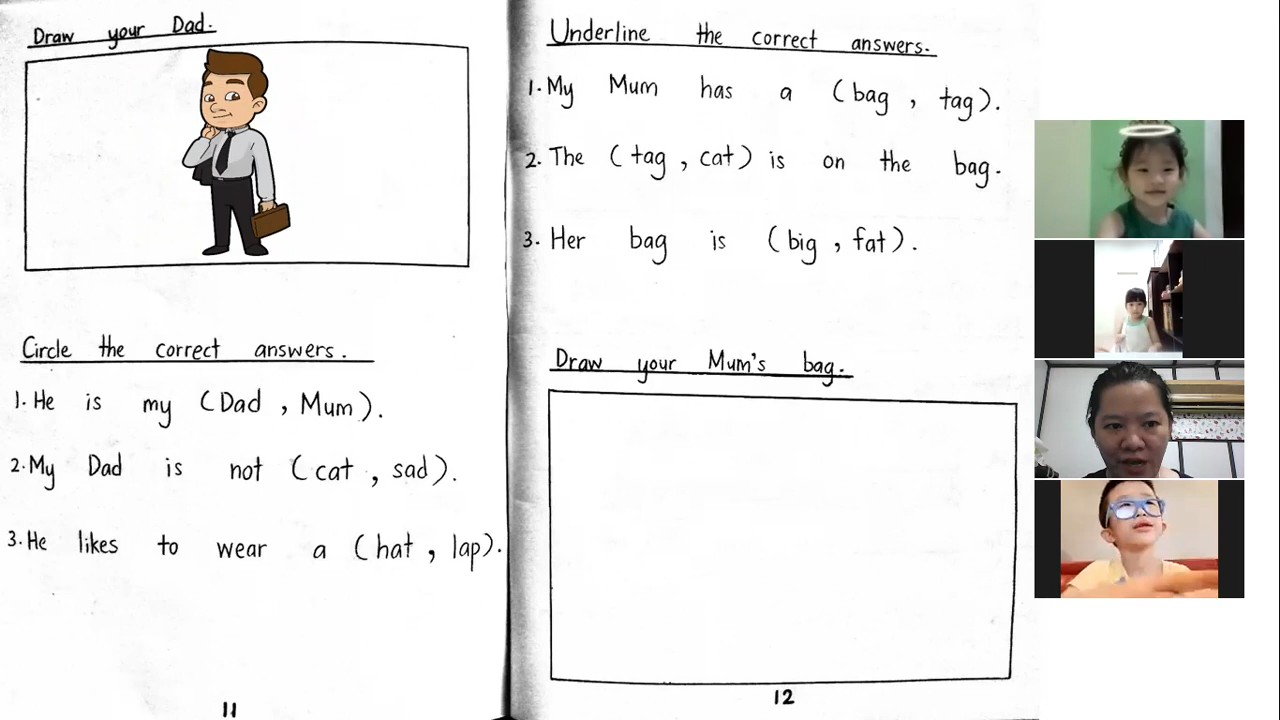 Draw your Dad.
Circle the correct answers.
1. He is my (Dad, Mum).
2. My Dad is not (cat, sad).
3. He likes to wear a (hat, lap).
11
Underline the correct answers.
1. My Mum has a (bag, tag).
2. The (tag, cat) is on the bag.
3. Her bag is (big, fat).
Draw your Mum's bag.
12